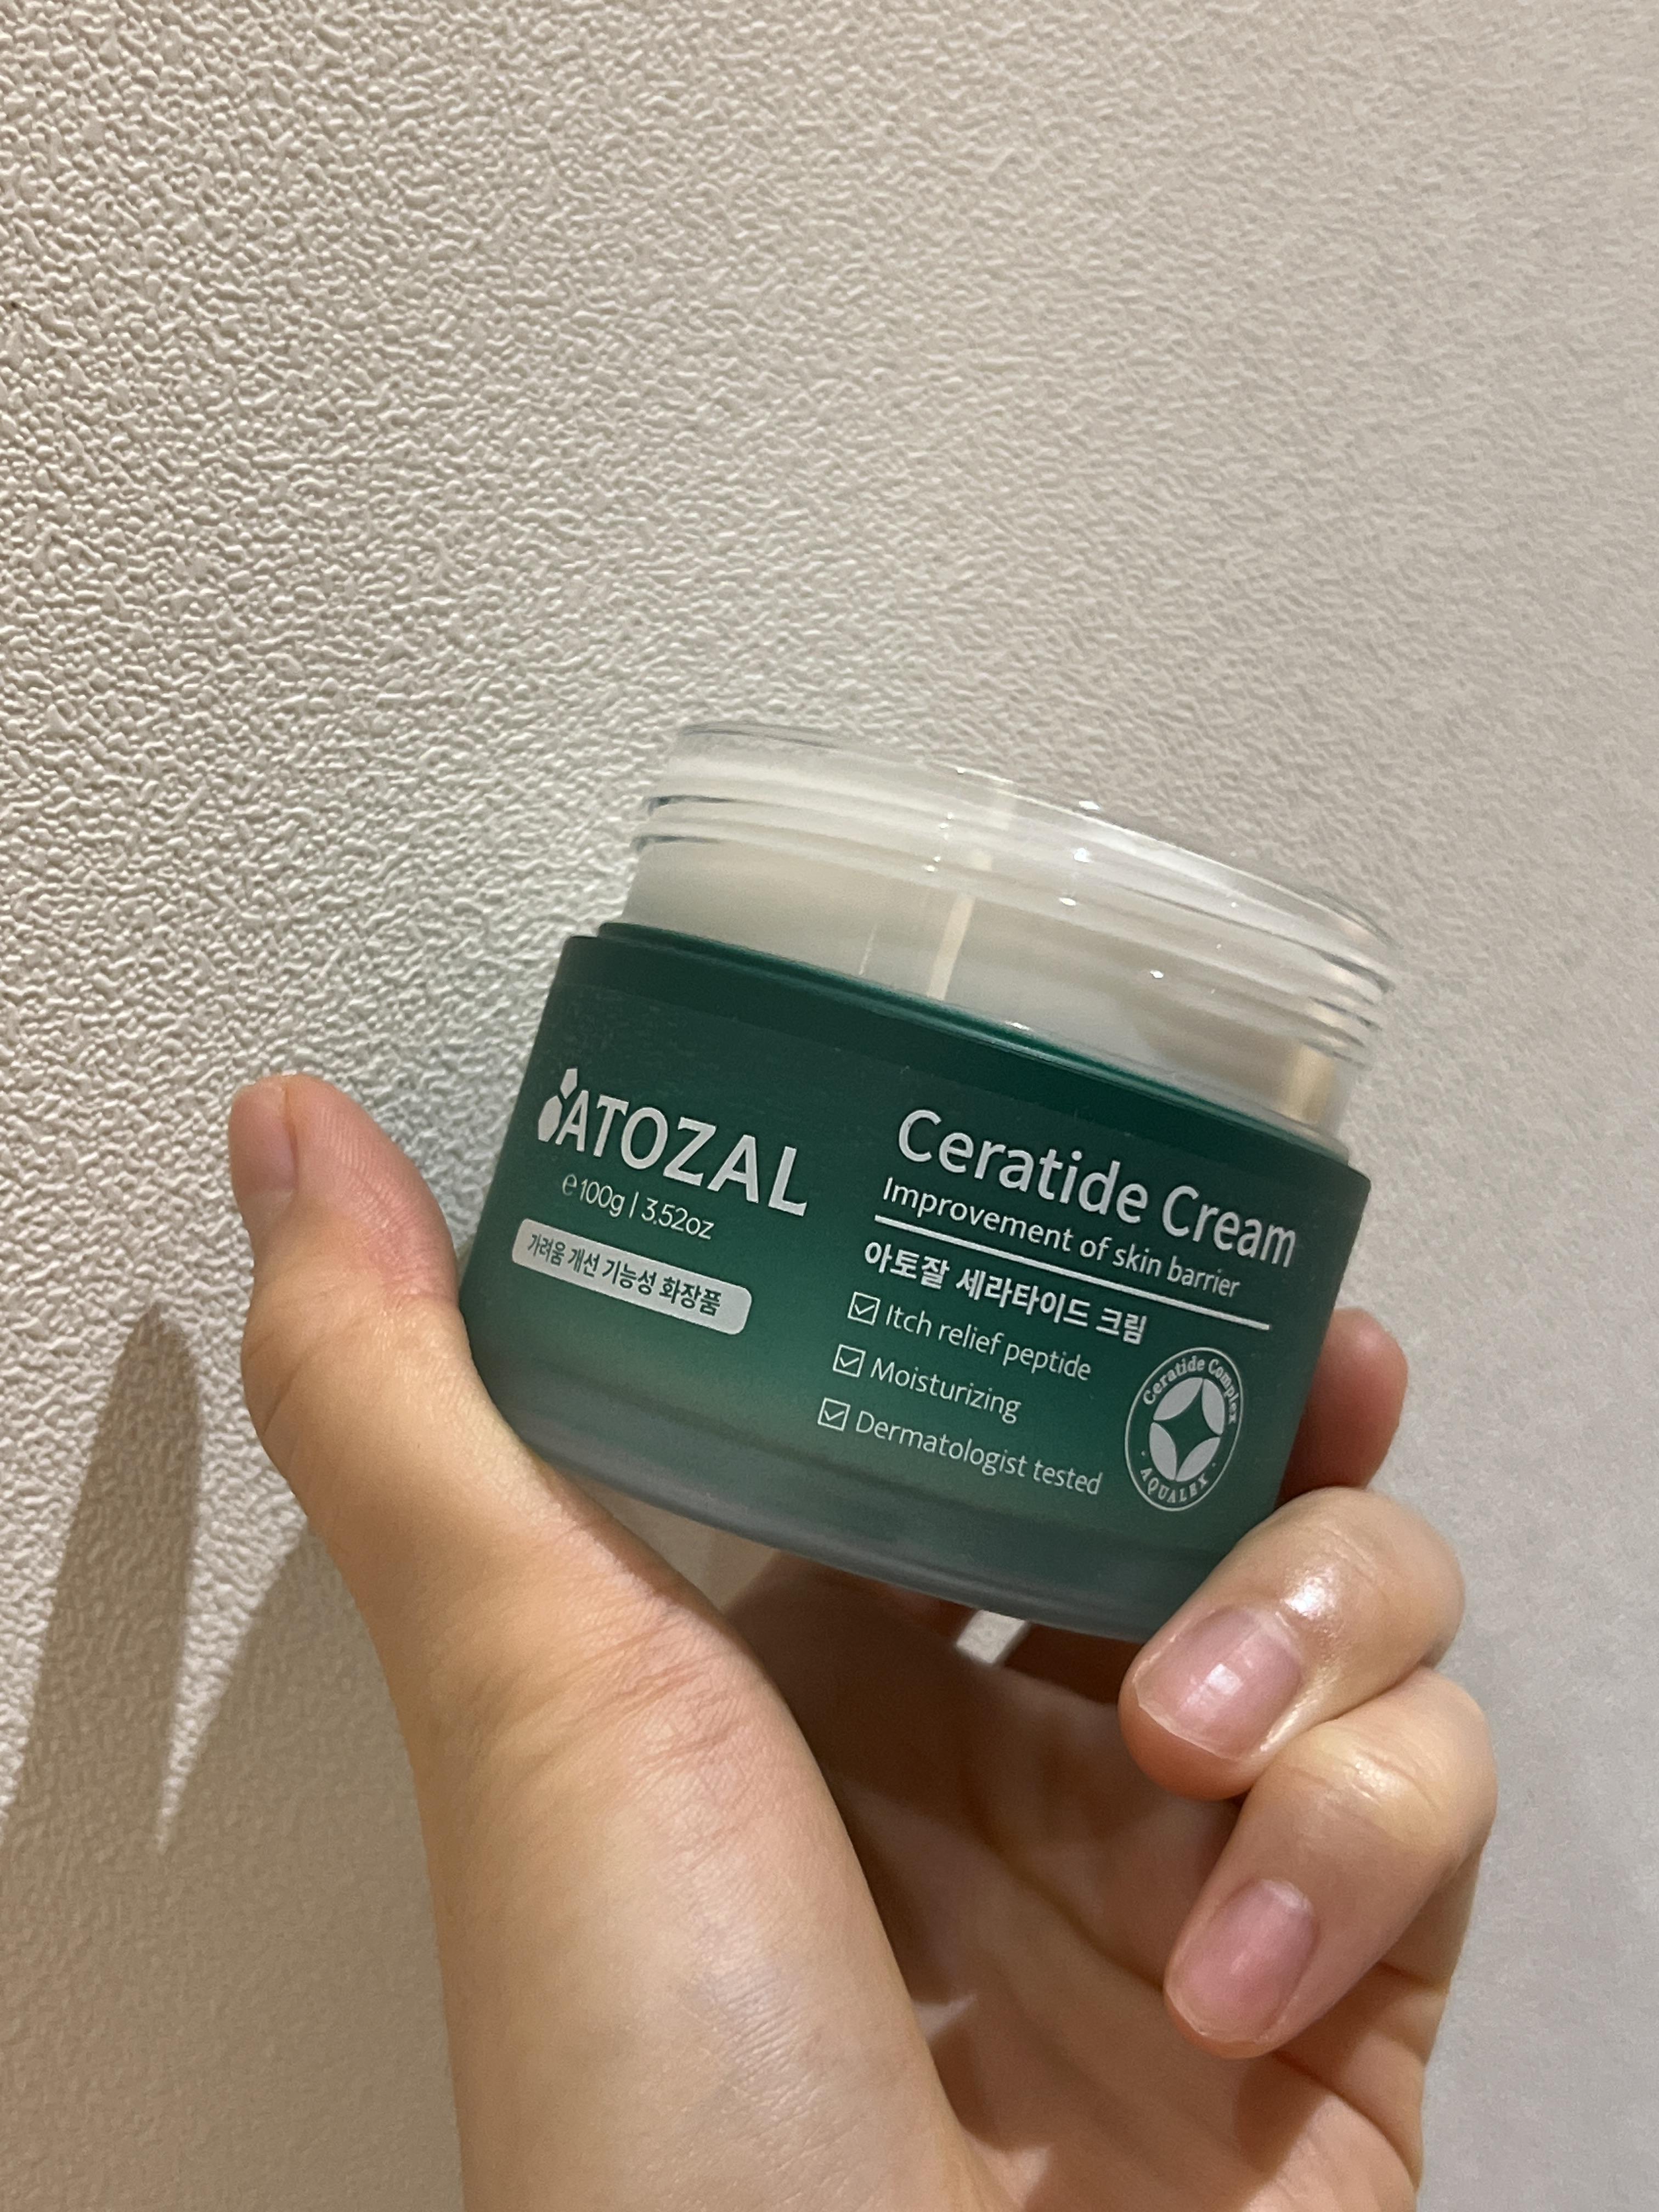 ATOZAL
℮100g | 3.52oz
가려움 개선 기능성 화장품
Ceratide Cream
Improvement of skin barrier
아토잘 세라타이드 크림
☑ Itch relief peptide
☑ Moisturizing
☑ Dermatologist tested
Ceratide Complex
· AQUALEX ·